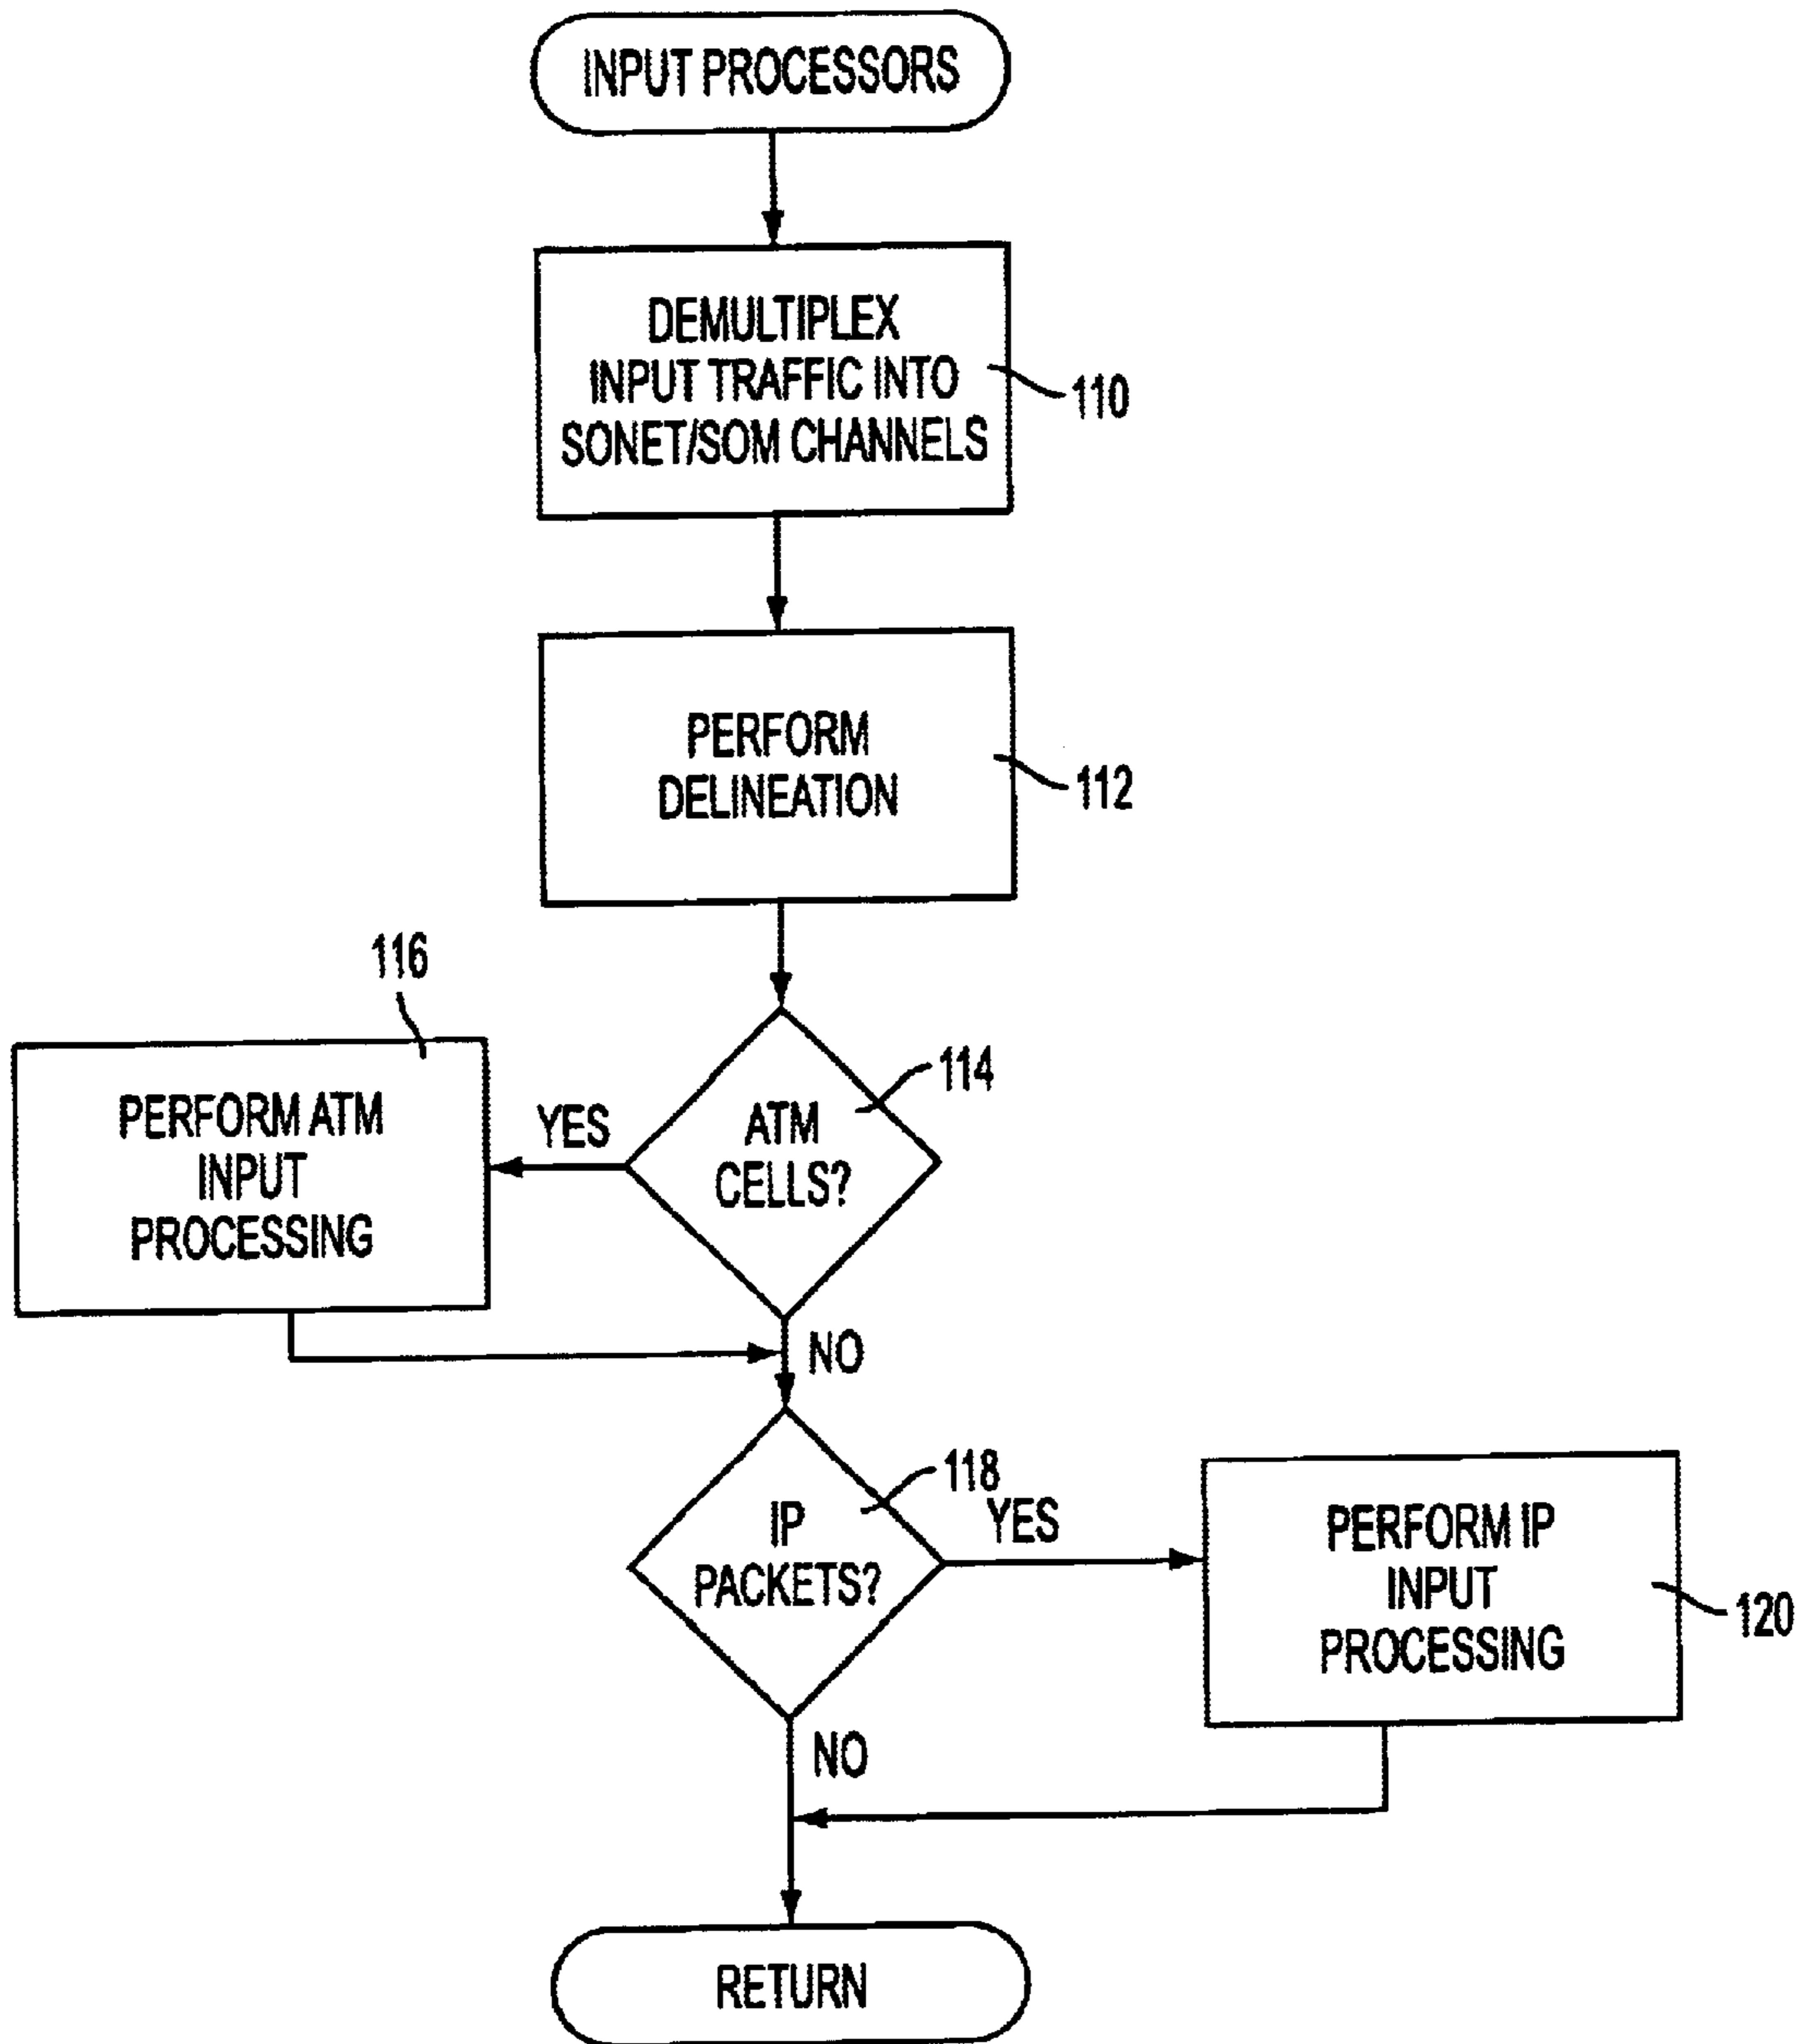 INPUT PROCESSORS
DEMULTIPLEX
INPUT TRAFFIC INTO
SONET/SOM CHANNELS
110
PERFORM
DELINEATION
112
116
PERFORM ATM
INPUT
PROCESSING
YES
ATM
CELLS?
114
NO
IP
PACKETS?
118
YES
PERFORM IP
INPUT
PROCESSING
120
NO
RETURN